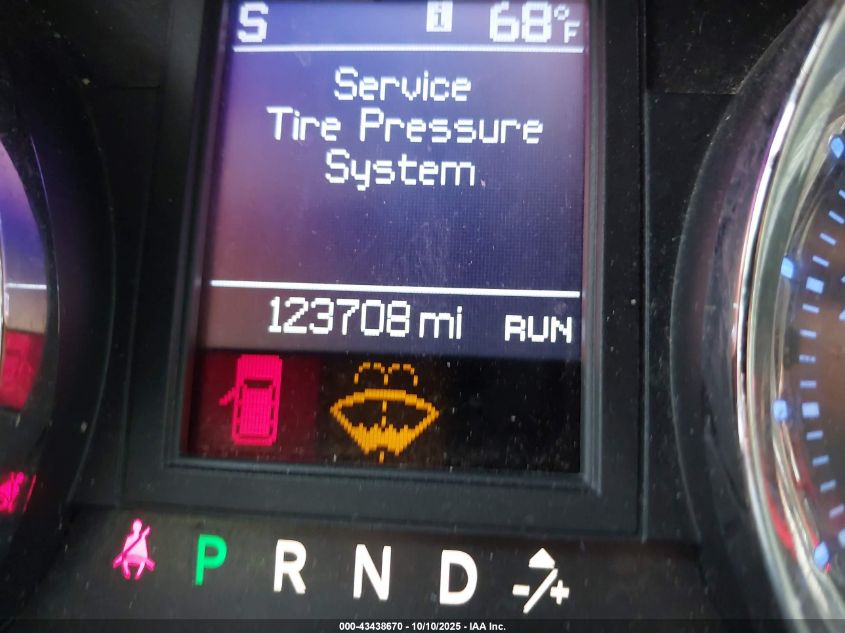 S i 68°F
Service
Tire Pressure
System
123708 mi RUN
P R N D -/+
000-43438670 - 10/10/2025 - IAA Inc.